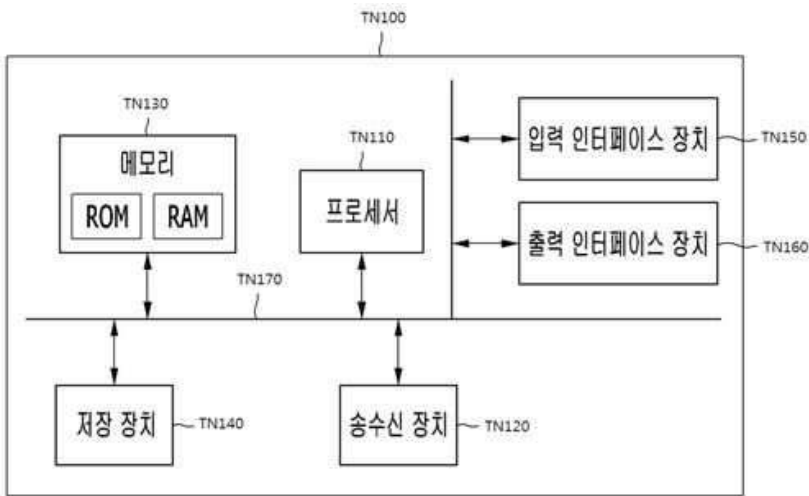 TN100
TN130
메모리
ROM
RAM
TN110
프로세서
입력 인터페이스 장치
TN150
출력 인터페이스 장치
TN160
TN170
저장 장치
TN140
송수신 장치
TN120